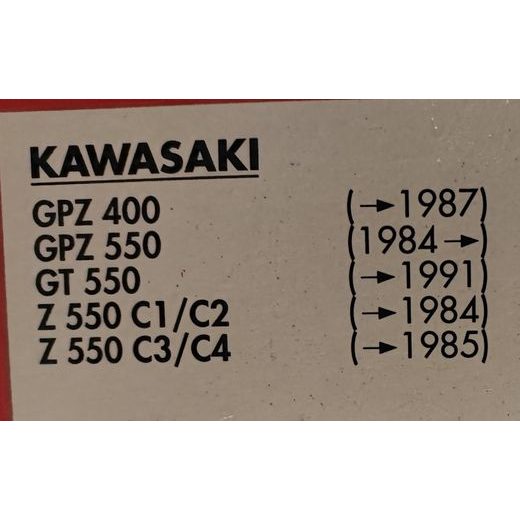 KAWASAKI
GPZ 400 (→1987)
GPZ 550 (1984→)
GT 550 (→1991)
Z 550 C1/C2 (→1984)
Z 550 C3/C4 (→1985)